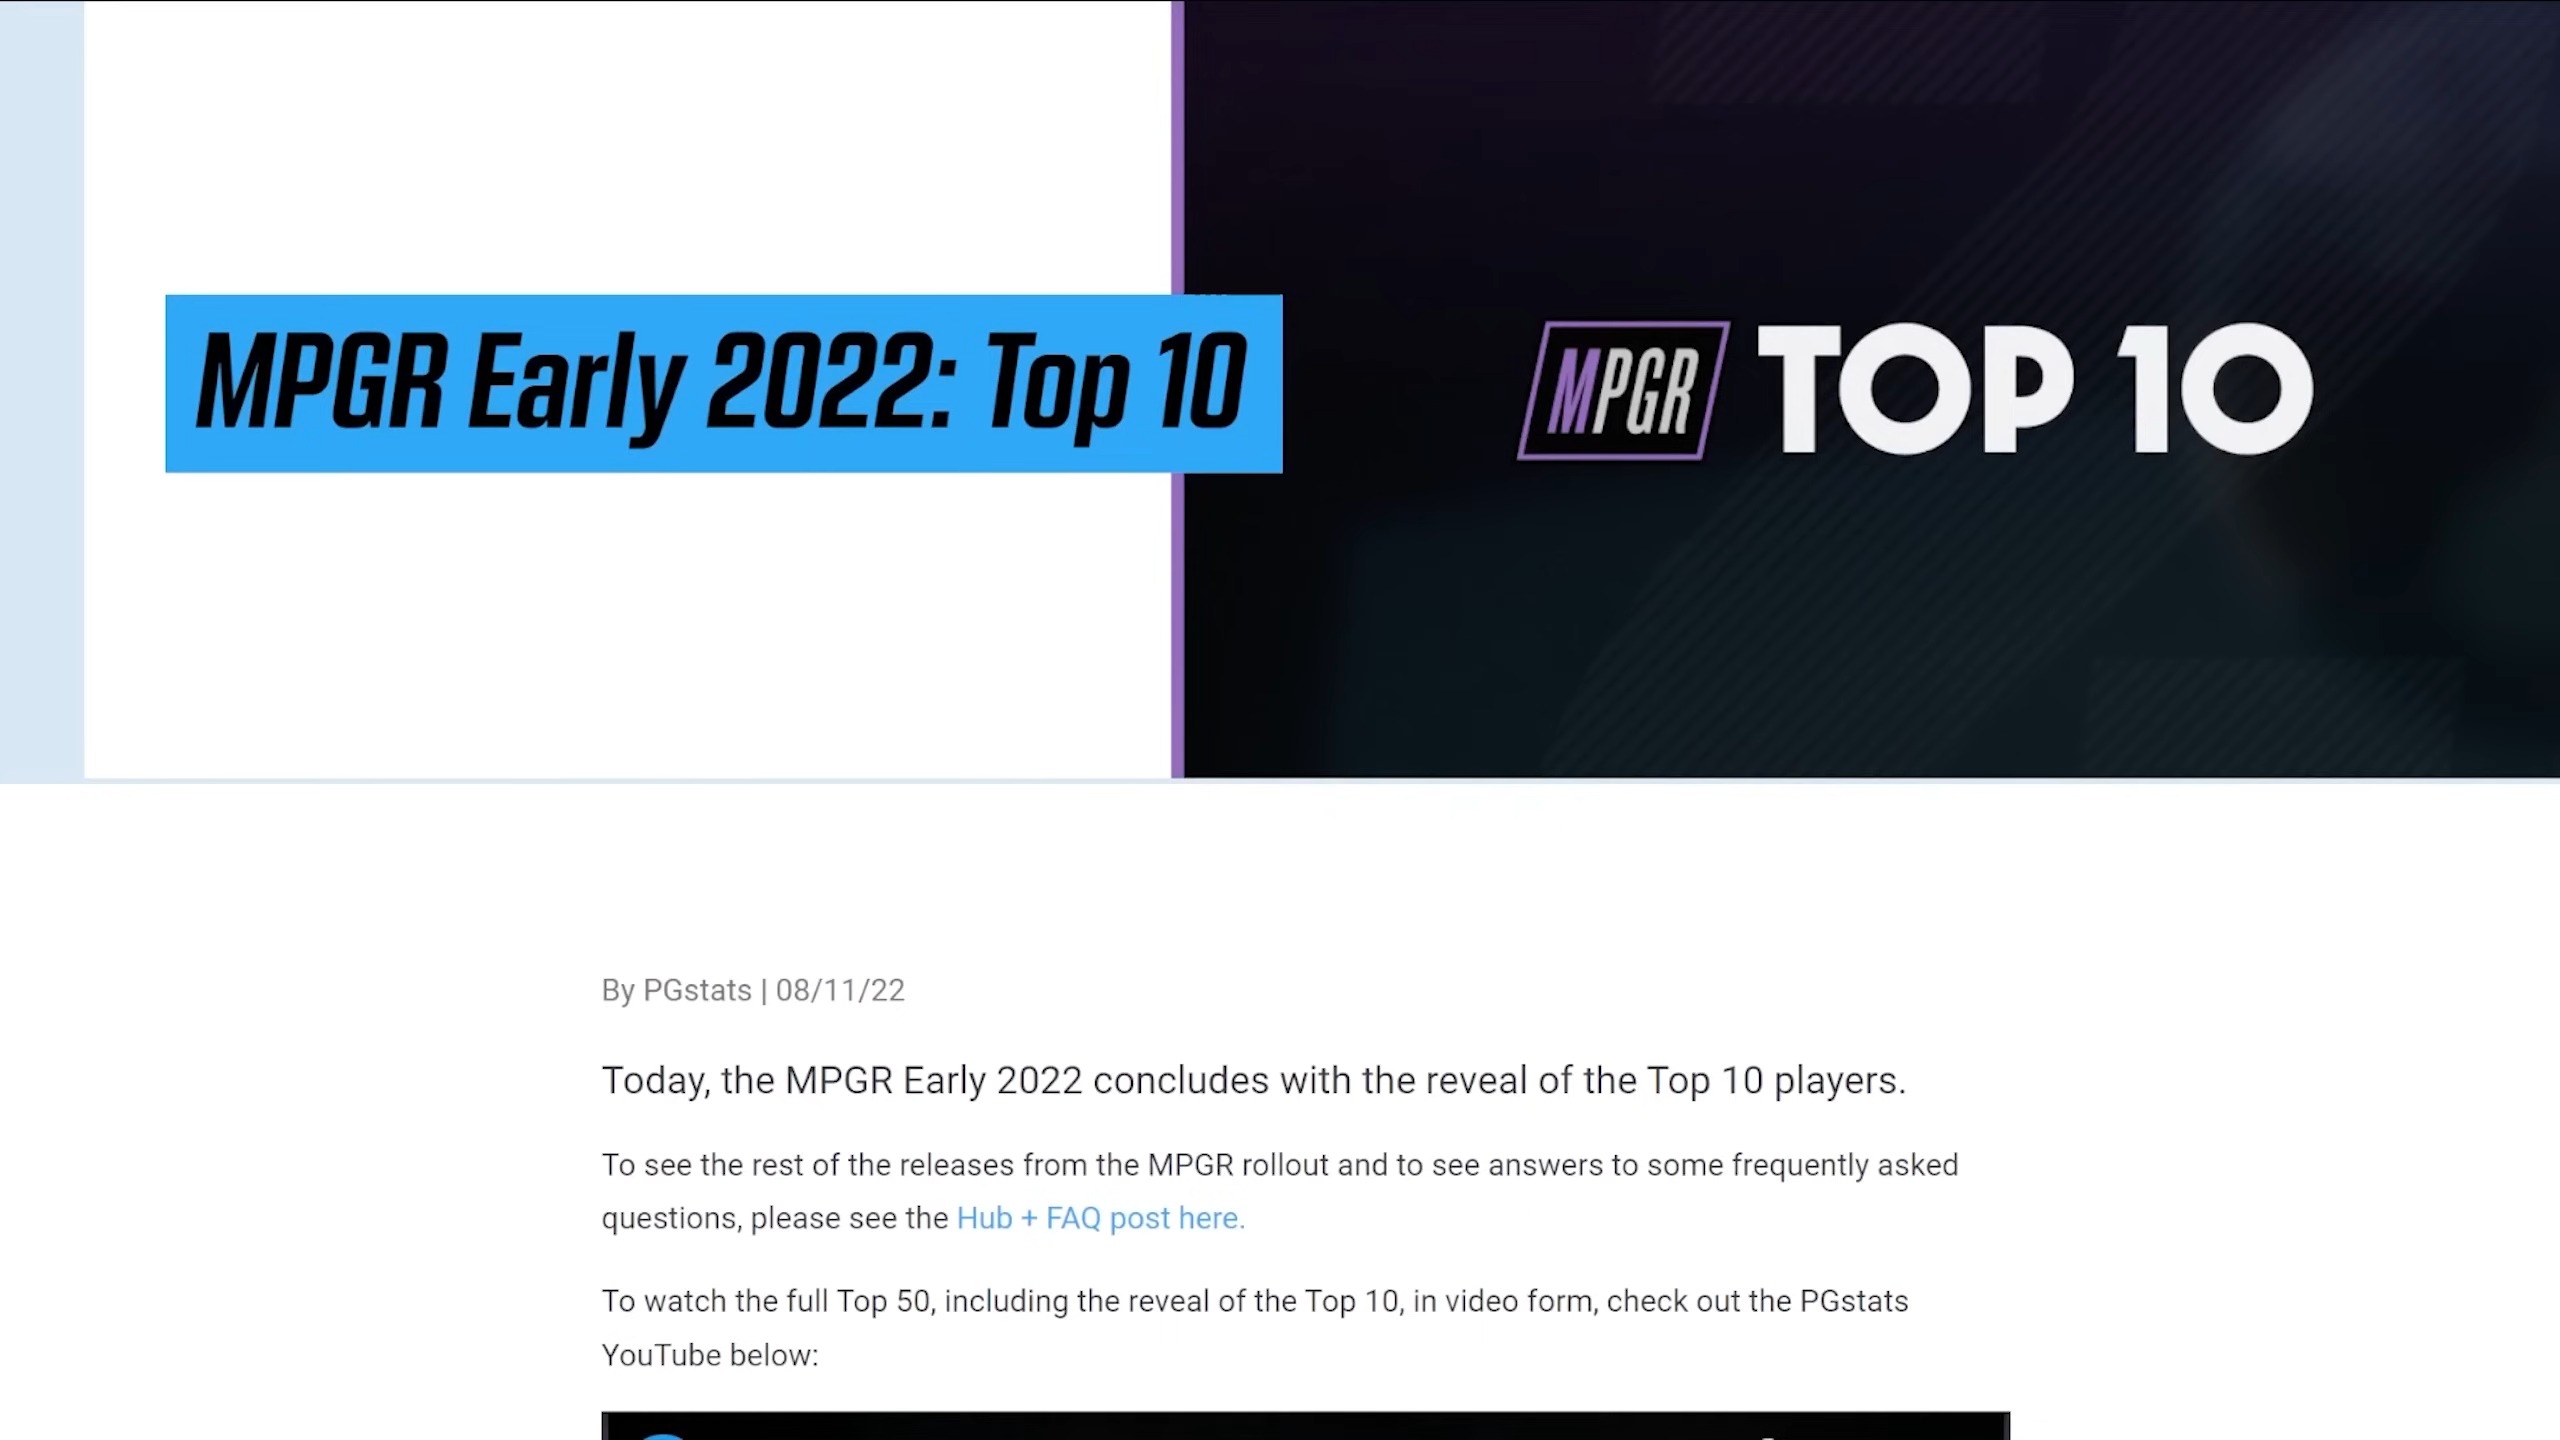 MPGR Early 2022: Top 10
MPGR TOP 10
By PGstats | 08/11/22
Today, the MPGR Early 2022 concludes with the reveal of the Top 10 players.
To see the rest of the releases from the MPGR rollout and to see answers to some frequently asked
questions, please see the Hub + FAQ post here.
To watch the full Top 50, including the reveal of the Top 10, in video form, check out the PGstats
YouTube below: